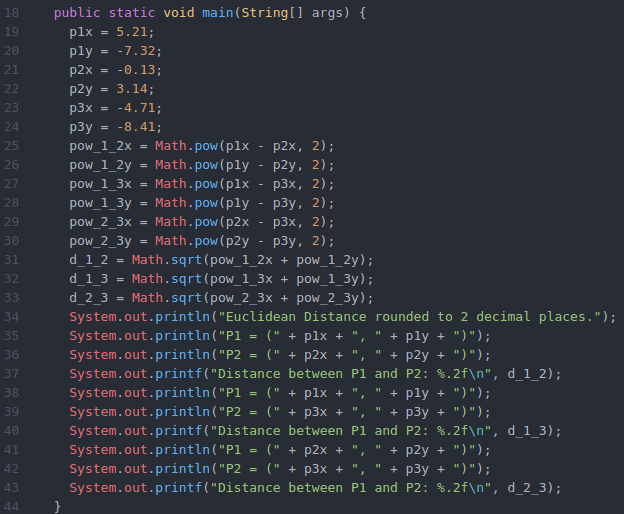 18 public static void main(String[] args) {
19 p1x = 5.21;
20 p1y = -7.32;
21 p2x = -0.13;
22 p2y = 3.14;
23 p3x = -4.71;
24 p3y = -8.41;
25 pow_1_2x = Math.pow(p1x - p2x, 2);
26 pow_1_2y = Math.pow(p1y - p2y, 2);
27 pow_1_3x = Math.pow(p1x - p3x, 2);
28 pow_1_3y = Math.pow(p1y - p3y, 2);
29 pow_2_3x = Math.pow(p2x - p3x, 2);
30 pow_2_3y = Math.pow(p2y - p3y, 2);
31 d_1_2 = Math.sqrt(pow_1_2x + pow_1_2y);
32 d_1_3 = Math.sqrt(pow_1_3x + pow_1_3y);
33 d_2_3 = Math.sqrt(pow_2_3x + pow_2_3y);
34 System.out.println("Euclidean Distance rounded to 2 decimal places.");
35 System.out.println("P1 = (" + p1x + ", " + p1y + ")");
36 System.out.println("P2 = (" + p2x + ", " + p2y + ")");
37 System.out.printf("Distance between P1 and P2: %.2f\n", d_1_2);
38 System.out.println("P1 = (" + p1x + ", " + p1y + ")");
39 System.out.println("P2 = (" + p3x + ", " + p3y + ")");
40 System.out.printf("Distance between P1 and P2: %.2f\n", d_1_3);
41 System.out.println("P1 = (" + p2x + ", " + p2y + ")");
42 System.out.println("P2 = (" + p3x + ", " + p3y + ")");
43 System.out.printf("Distance between P1 and P2: %.2f\n", d_2_3);
44 }